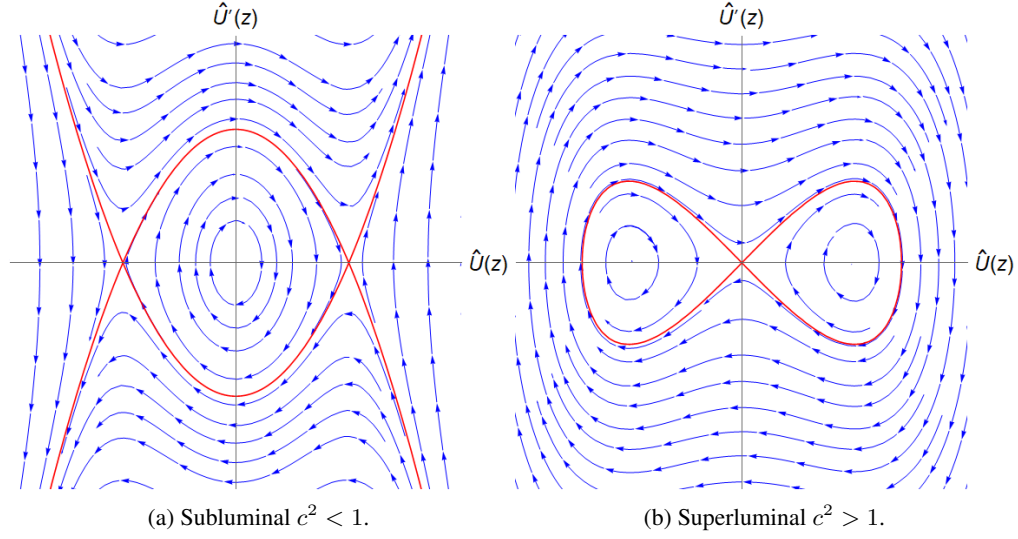 Û′(z) Û′(z)
Û(z) Û(z)
(a) Subluminal c² < 1. (b) Superluminal c² > 1.